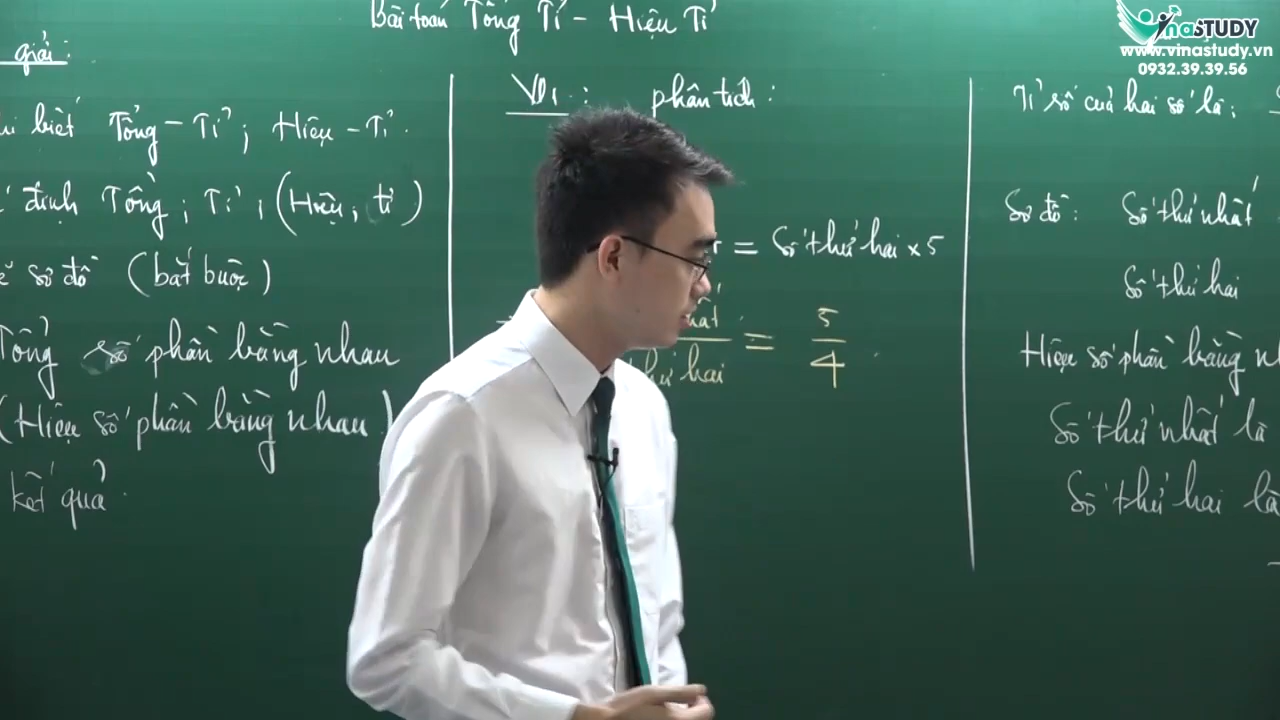 Bài toán Tổng Tỉ - Hiệu Tỉ
giải:
biết Tổng - Tỉ ; Hiệu - Tỉ.
định Tổng ; Tỉ ; (Hiệu ; tỉ)
sơ đồ (bắt buộc)
Tổng số phần bằng nhau
(Hiệu số phần bằng nhau)
kết quả.
VD1 : phân tích :
= Số thứ hai × 5
hai = 5/4
Tỉ số của hai số là :
Sơ đồ : Số thứ nhất
Số thứ hai
Hiệu số phần bằng
Số thứ nhất là
Số thứ hai là
VinaSTUDY
www.vinastudy.vn
0932.39.39.56